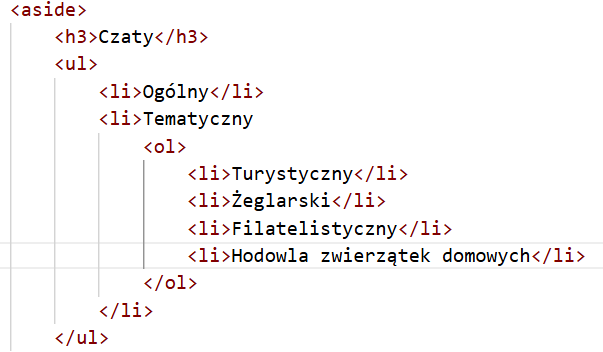 <aside>
<h3>Czaty</h3>
<ul>
<li>Ogólny</li>
<li>Tematyczny
<ol>
<li>Turystyczny</li>
<li>Żeglarski</li>
<li>Filatelistyczny</li>
<li>Hodowla zwierzątek domowych</li>
</ol>
</li>
</ul>